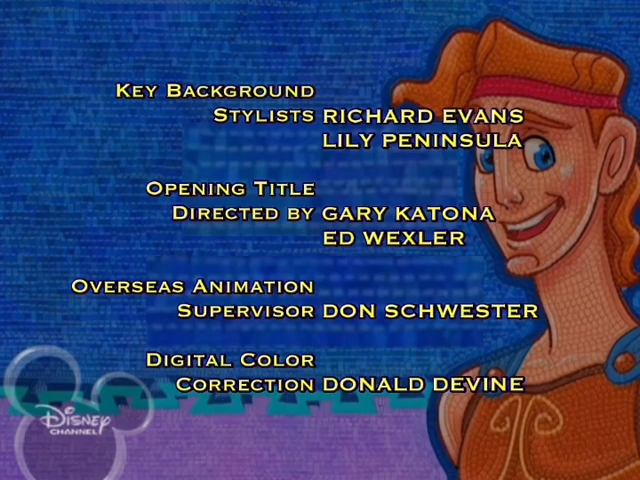 KEY BACKGROUND
STYLISTS RICHARD EVANS
LILY PENINSULA
OPENING TITLE
DIRECTED BY GARY KATONA
ED WEXLER
OVERSEAS ANIMATION
SUPERVISOR DON SCHWESTER
DIGITAL COLOR
CORRECTION DONALD DEVINE
Disney
CHANNEL